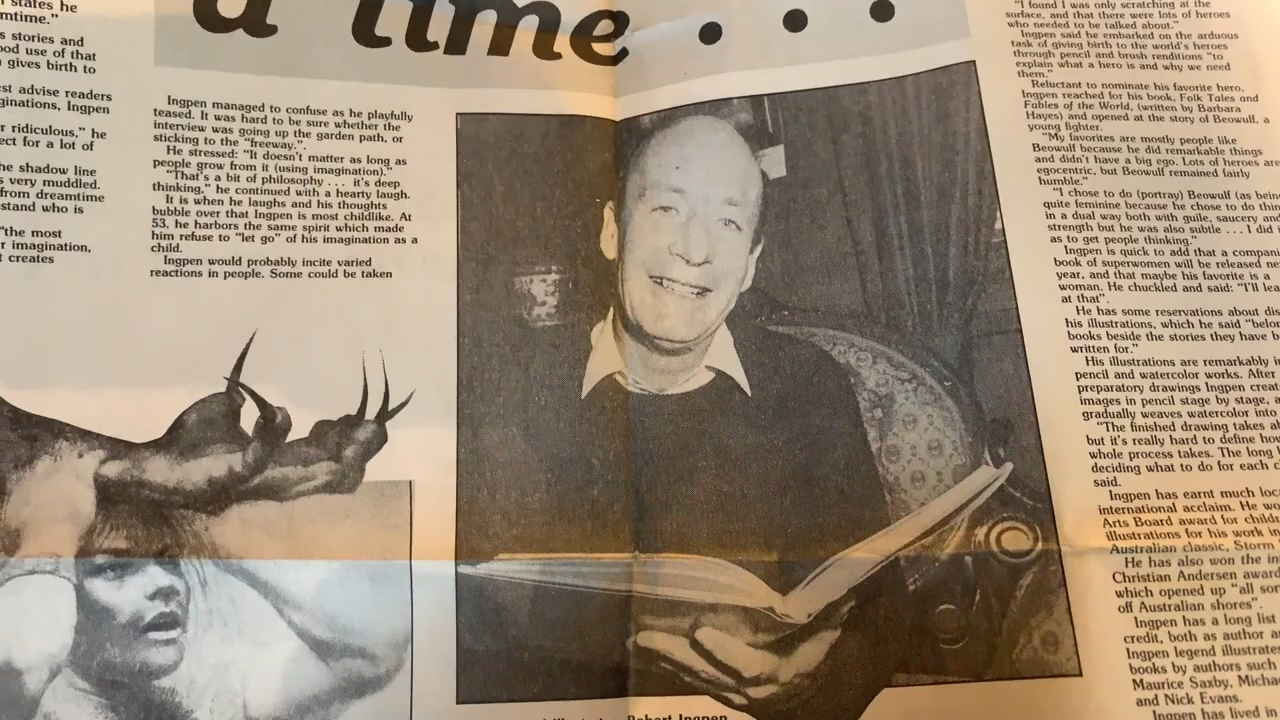 a time . . .
states he
mtime."
s stories and
ood use of that
gives birth to
est advise readers
ginations, Ingpen
r ridiculous," he
ect for a lot of
he shadow line
s very muddled.
from dreamtime
stand who is
"the most
r imagination,
t creates
Ingpen managed to confuse as he playfully
teased. It was hard to be sure whether the
interview was going up the garden path, or
sticking to the "freeway.".
He stressed: "It doesn't matter as long as
people grow from it (using imagination)."
"That's a bit of philosophy . . . it's deep
thinking," he continued with a hearty laugh.
It is when he laughs and his thoughts
bubble over that Ingpen is most childlike. At
53, he harbors the same spirit which made
him refuse to "let go" of his imagination as a
child.
Ingpen would probably incite varied
reactions in people. Some could be taken
Robert Ingpen
"I found I was only scratching at the
surface, and that there were lots of heroes
who needed to be talked about."
Ingpen said he embarked on the arduous
task of giving birth to the world's heroes
through pencil and brush renditions "to
explain what a hero is and why we need
them."
Reluctant to nominate his favorite hero,
Ingpen reached for his book, Folk Tales and
Fables of the World, (written by Barbara
Hayes) and opened at the story of Beowulf, a
young fighter.
"My favorites are mostly people like
Beowulf because he did remarkable things
and didn't have a big ego. Lots of heroes are
egocentric, but Beowulf remained fairly
humble."
"I chose to do (portray) Beowulf (as being
quite feminine because he chose to do thin
in a dual way both with guile, saucery and
strength but he was also subtle . . . I did i
as to get people thinking."
Ingpen is quick to add that a compani
book of superwomen will be released ne
year, and that maybe his favorite is a
woman. He chuckled and said: "I'll lea
at that".
He has some reservations about dis
his illustrations, which he said "belo
books beside the stories they have b
written for."
His illustrations are remarkably i
pencil and watercolor works. After
preparatory drawings Ingpen creat
images in pencil stage by stage, a
gradually weaves watercolor into
"The finished drawing takes ab
but it's really hard to define how
whole process takes. The long
deciding what to do for each c
said.
Ingpen has earnt much loc
international acclaim. He wo
Arts Board award for childr
illustrations for his work in
Australian classic, Storm
He has also won the in
Christian Andersen award
which opened up "all sor
off Australian shores".
Ingpen has a long list
credit, both as author a
Ingpen legend illustrate
books by authors such
Maurice Saxby, Micha
and Nick Evans.
Ingpen has lived in